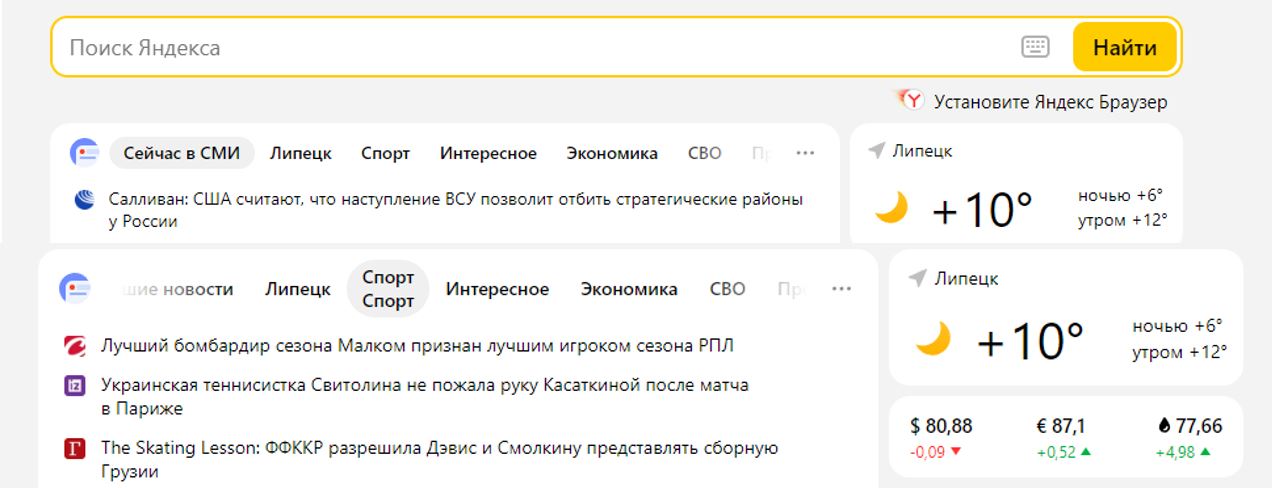 Поиск Яндекса
Найти
Установите Яндекс Браузер
Сейчас в СМИ Липецк Спорт Интересное Экономика СВО
Салливан: США считают, что наступление ВСУ позволит отбить стратегические районы
у России
Липецк
+10°
ночью +6°
утром +12°
новости Липецк Спорт Интересное Экономика СВО
Спорт
Лучший бомбардир сезона Малком признан лучшим игроком сезона РПЛ
Украинская теннисистка Свитолина не пожала руку Касаткиной после матча
в Париже
The Skating Lesson: ФФККР разрешила Дэвис и Смолкину представлять сборную
Грузии
Липецк
+10°
ночью +6°
утром +12°
$ 80,88 € 87,1 77,66
-0,09 +0,52 +4,98